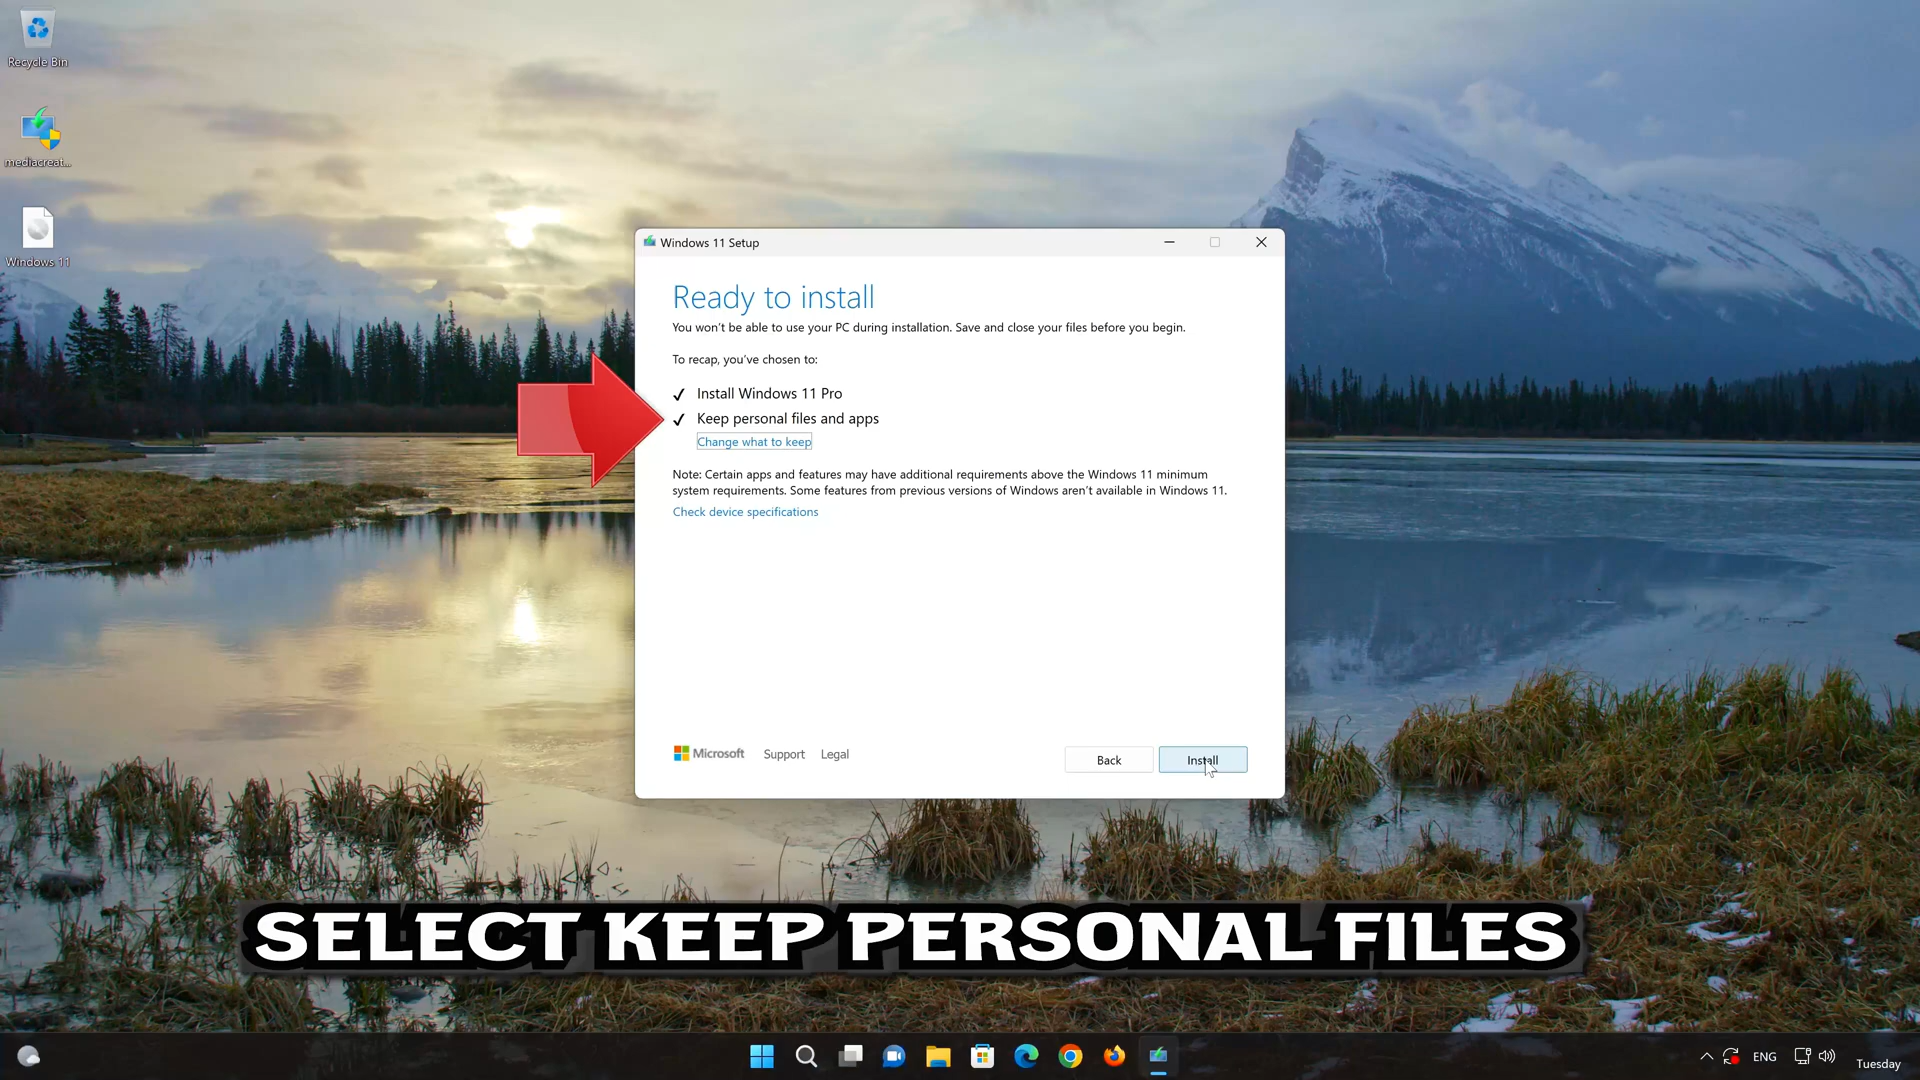 Recycle Bin
mediacreat...
Windows 11
Windows 11 Setup
Ready to install
You won't be able to use your PC during installation. Save and close your files before you begin.
To recap, you've chosen to:
Install Windows 11 Pro
Keep personal files and apps
Change what to keep
Note: Certain apps and features may have additional requirements above the Windows 11 minimum
system requirements. Some features from previous versions of Windows aren't available in Windows 11.
Check device specifications
Microsoft Support Legal
Back
Install
SELECT KEEP PERSONAL FILES
ENG
Tuesday